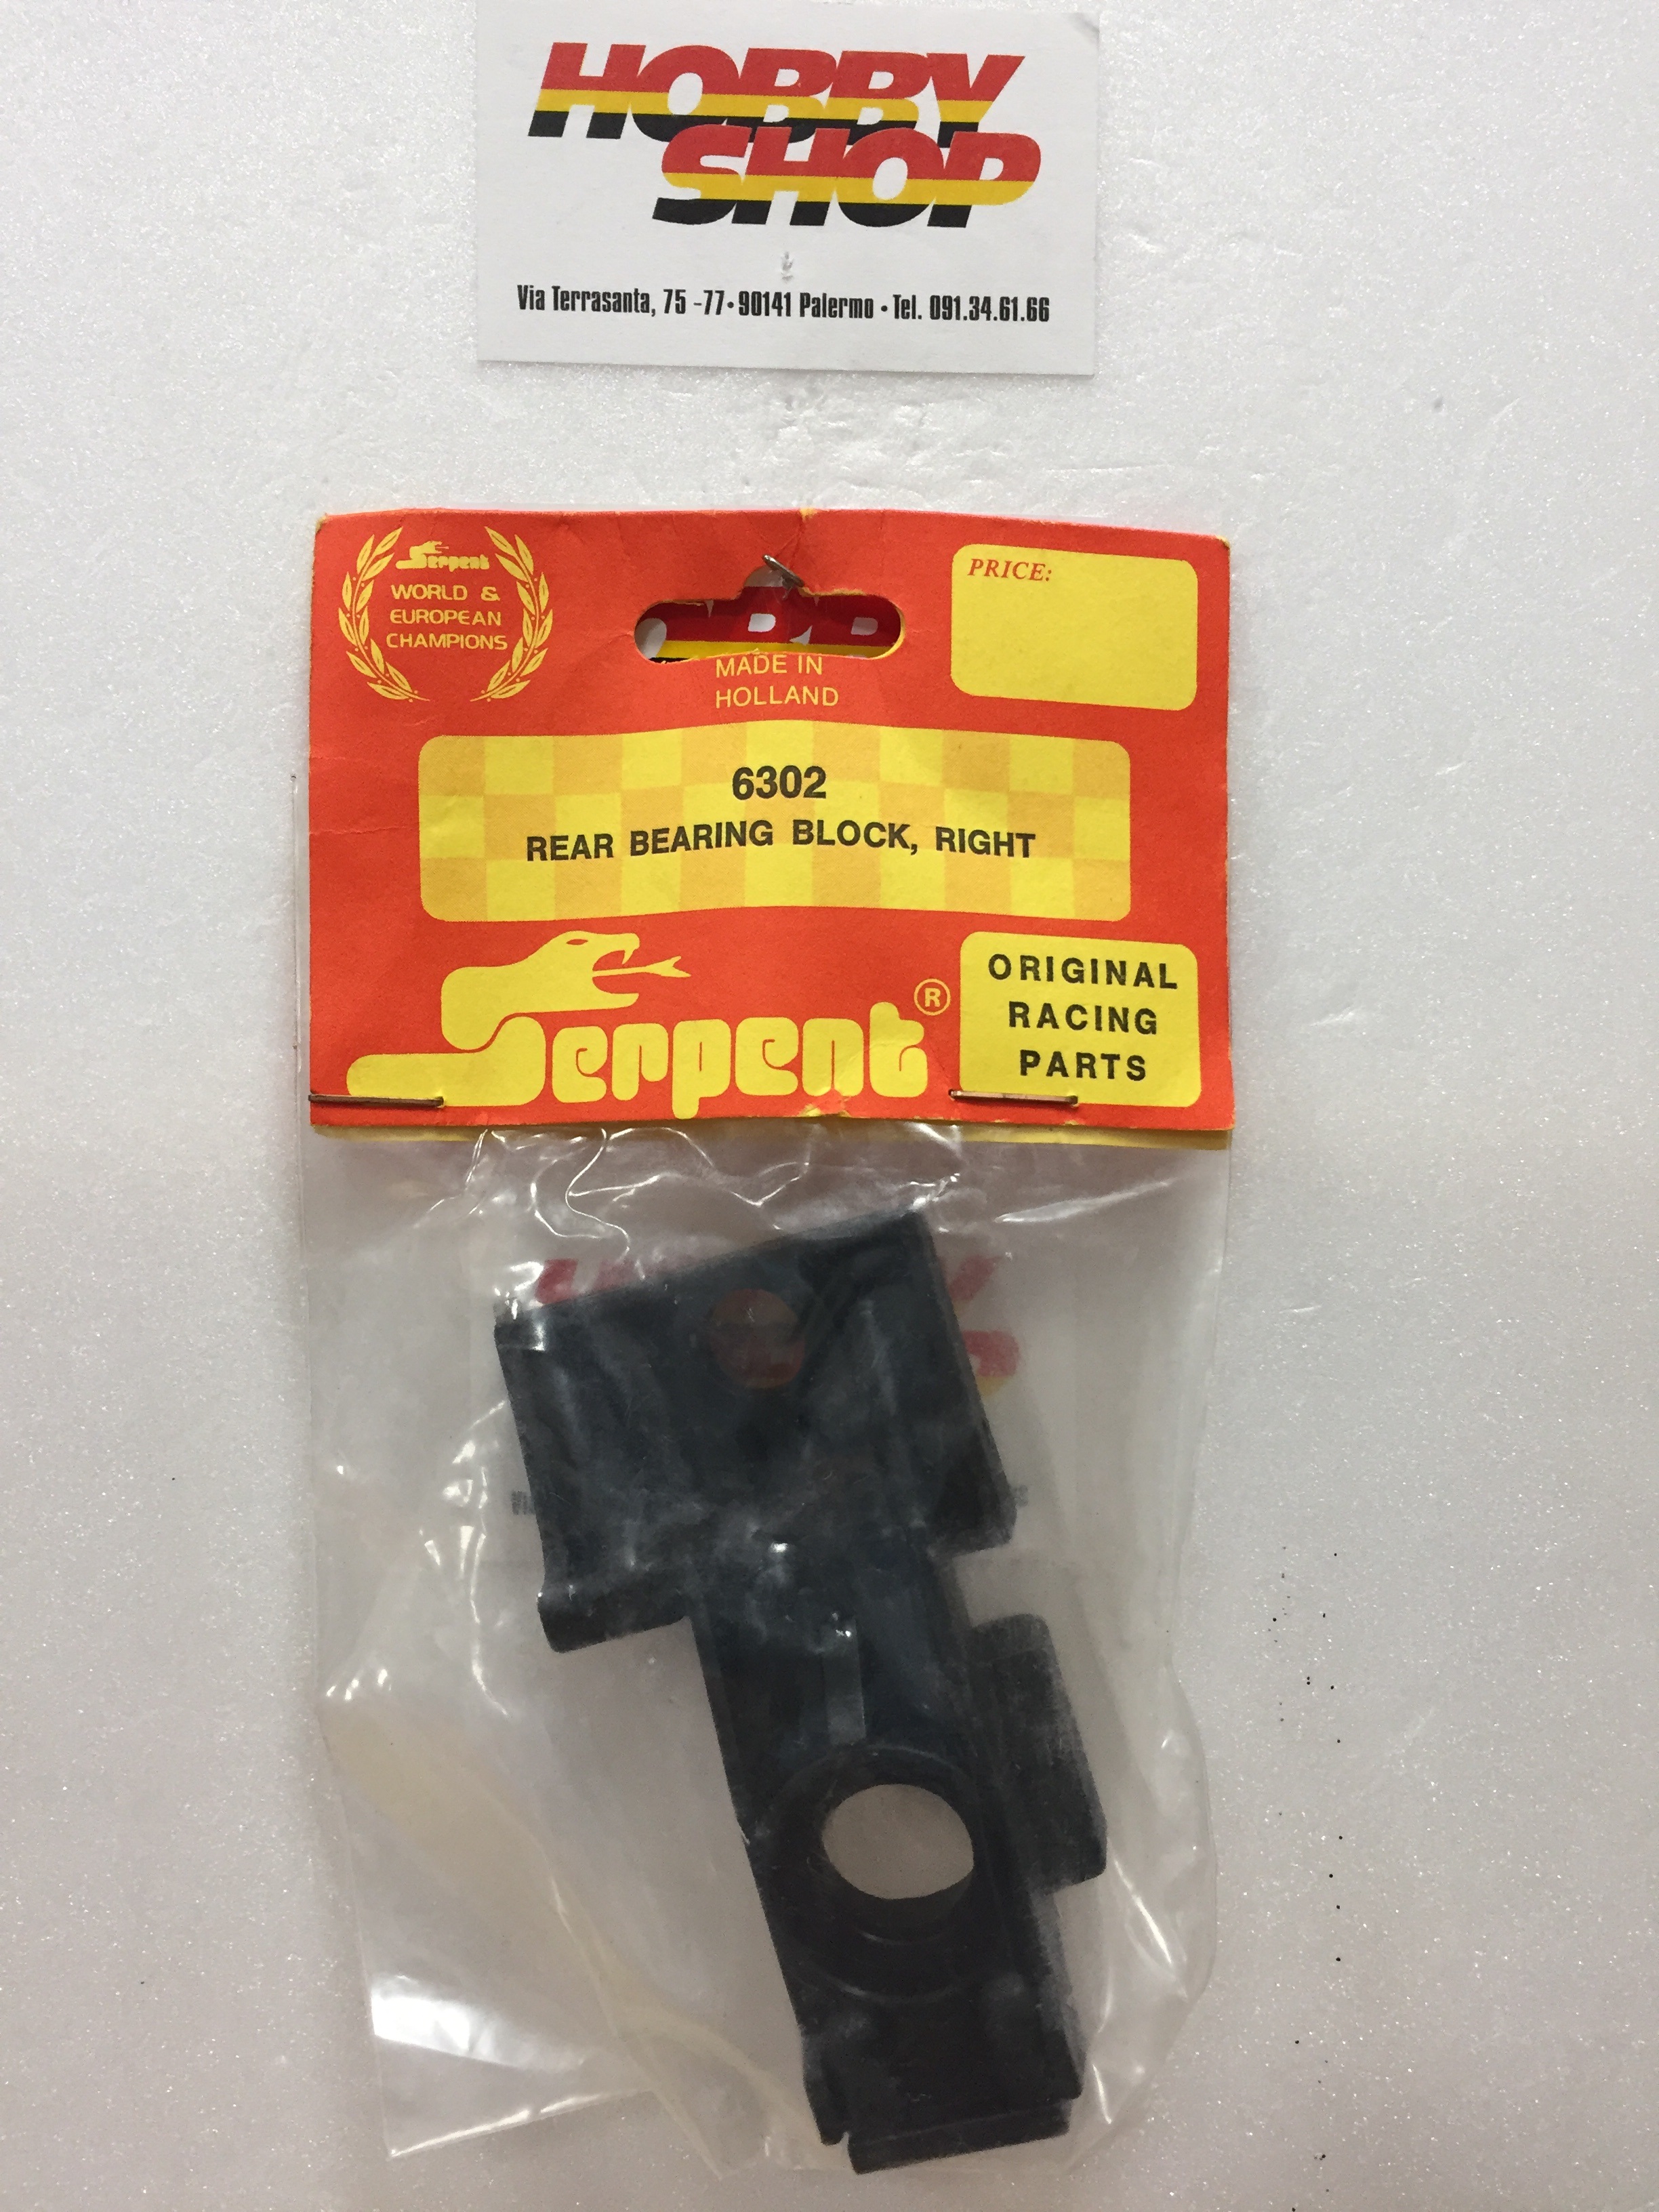 HOBBY
SHOP
Via Terrasanta, 75 -77 • 90141 Palermo • Tel. 091.34.61.66
Serpent
WORLD &
EUROPEAN
CHAMPIONS
PRICE:
MADE IN
HOLLAND
6302
REAR BEARING BLOCK, RIGHT
Serpent®
ORIGINAL
RACING
PARTS